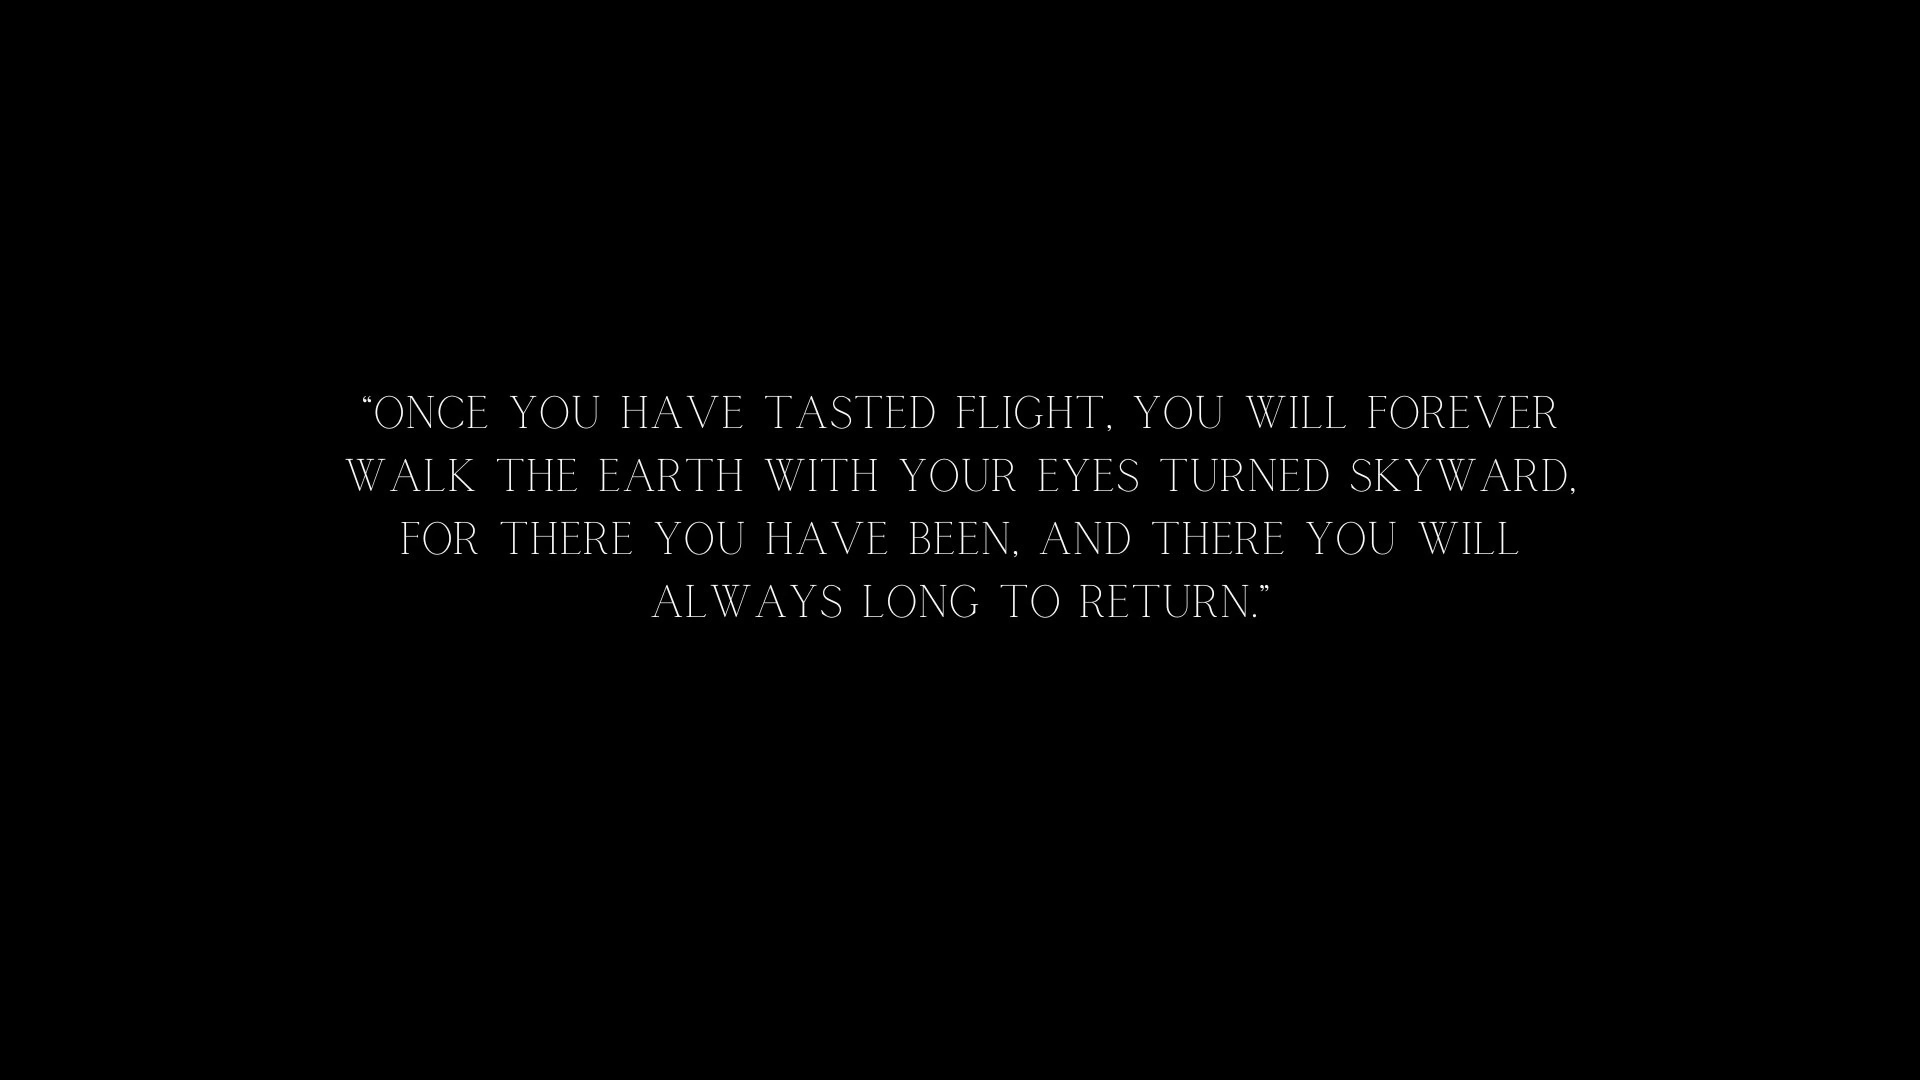 “ONCE YOU HAVE TASTED FLIGHT, YOU WILL FOREVER
WALK THE EARTH WITH YOUR EYES TURNED SKYWARD,
FOR THERE YOU HAVE BEEN, AND THERE YOU WILL
ALWAYS LONG TO RETURN.”